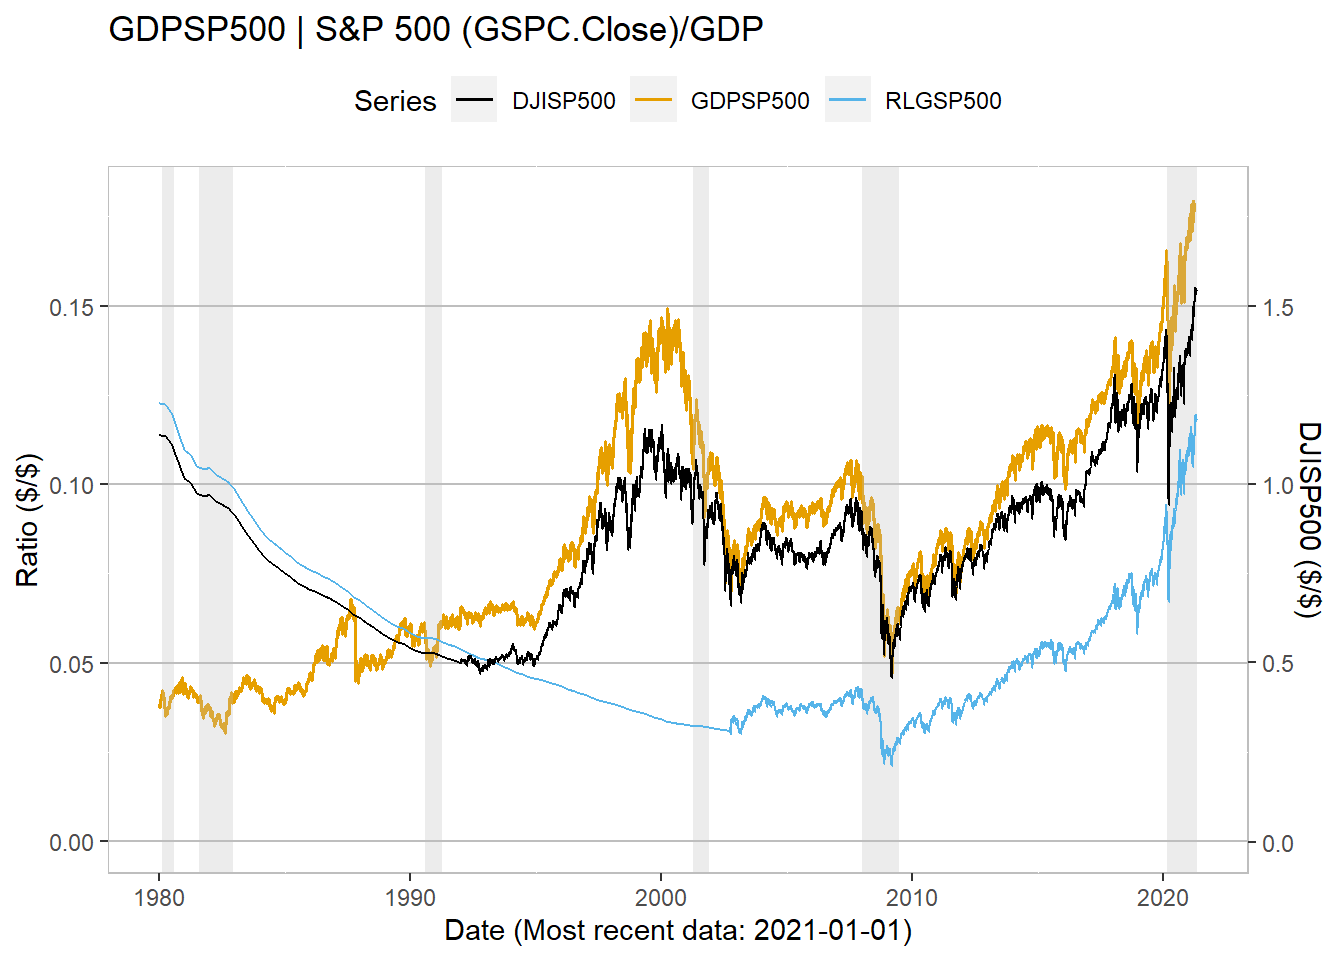 GDPSP500 | S&P 500 (GSPC.Close)/GDP
Series DJISP500 GDPSP500 RLGSP500
Ratio ($/$)
0.15
0.10
0.05
0.00
1.5
1.0
0.5
0.0
DJISP500 ($/$)
1980 1990 2000 2010 2020
Date (Most recent data: 2021-01-01)